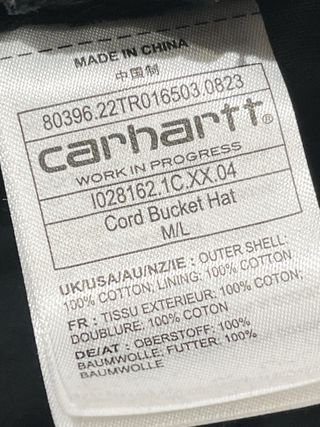 MADE IN CHINA
中国制
80396.22TR016503.0823
carhartt®
WORK IN PROGRESS
I028162.1C.XX.04
Cord Bucket Hat
M/L
UK/USA/AU/NZ/IE : OUTER SHELL:
100% COTTON; LINING: 100% COTTON
FR : TISSU EXTERIEUR: 100% COTON;
DOUBLURE: 100% COTON
DE/AT : OBERSTOFF: 100%
BAUMWOLLE; FUTTER: 100%
BAUMWOLLE